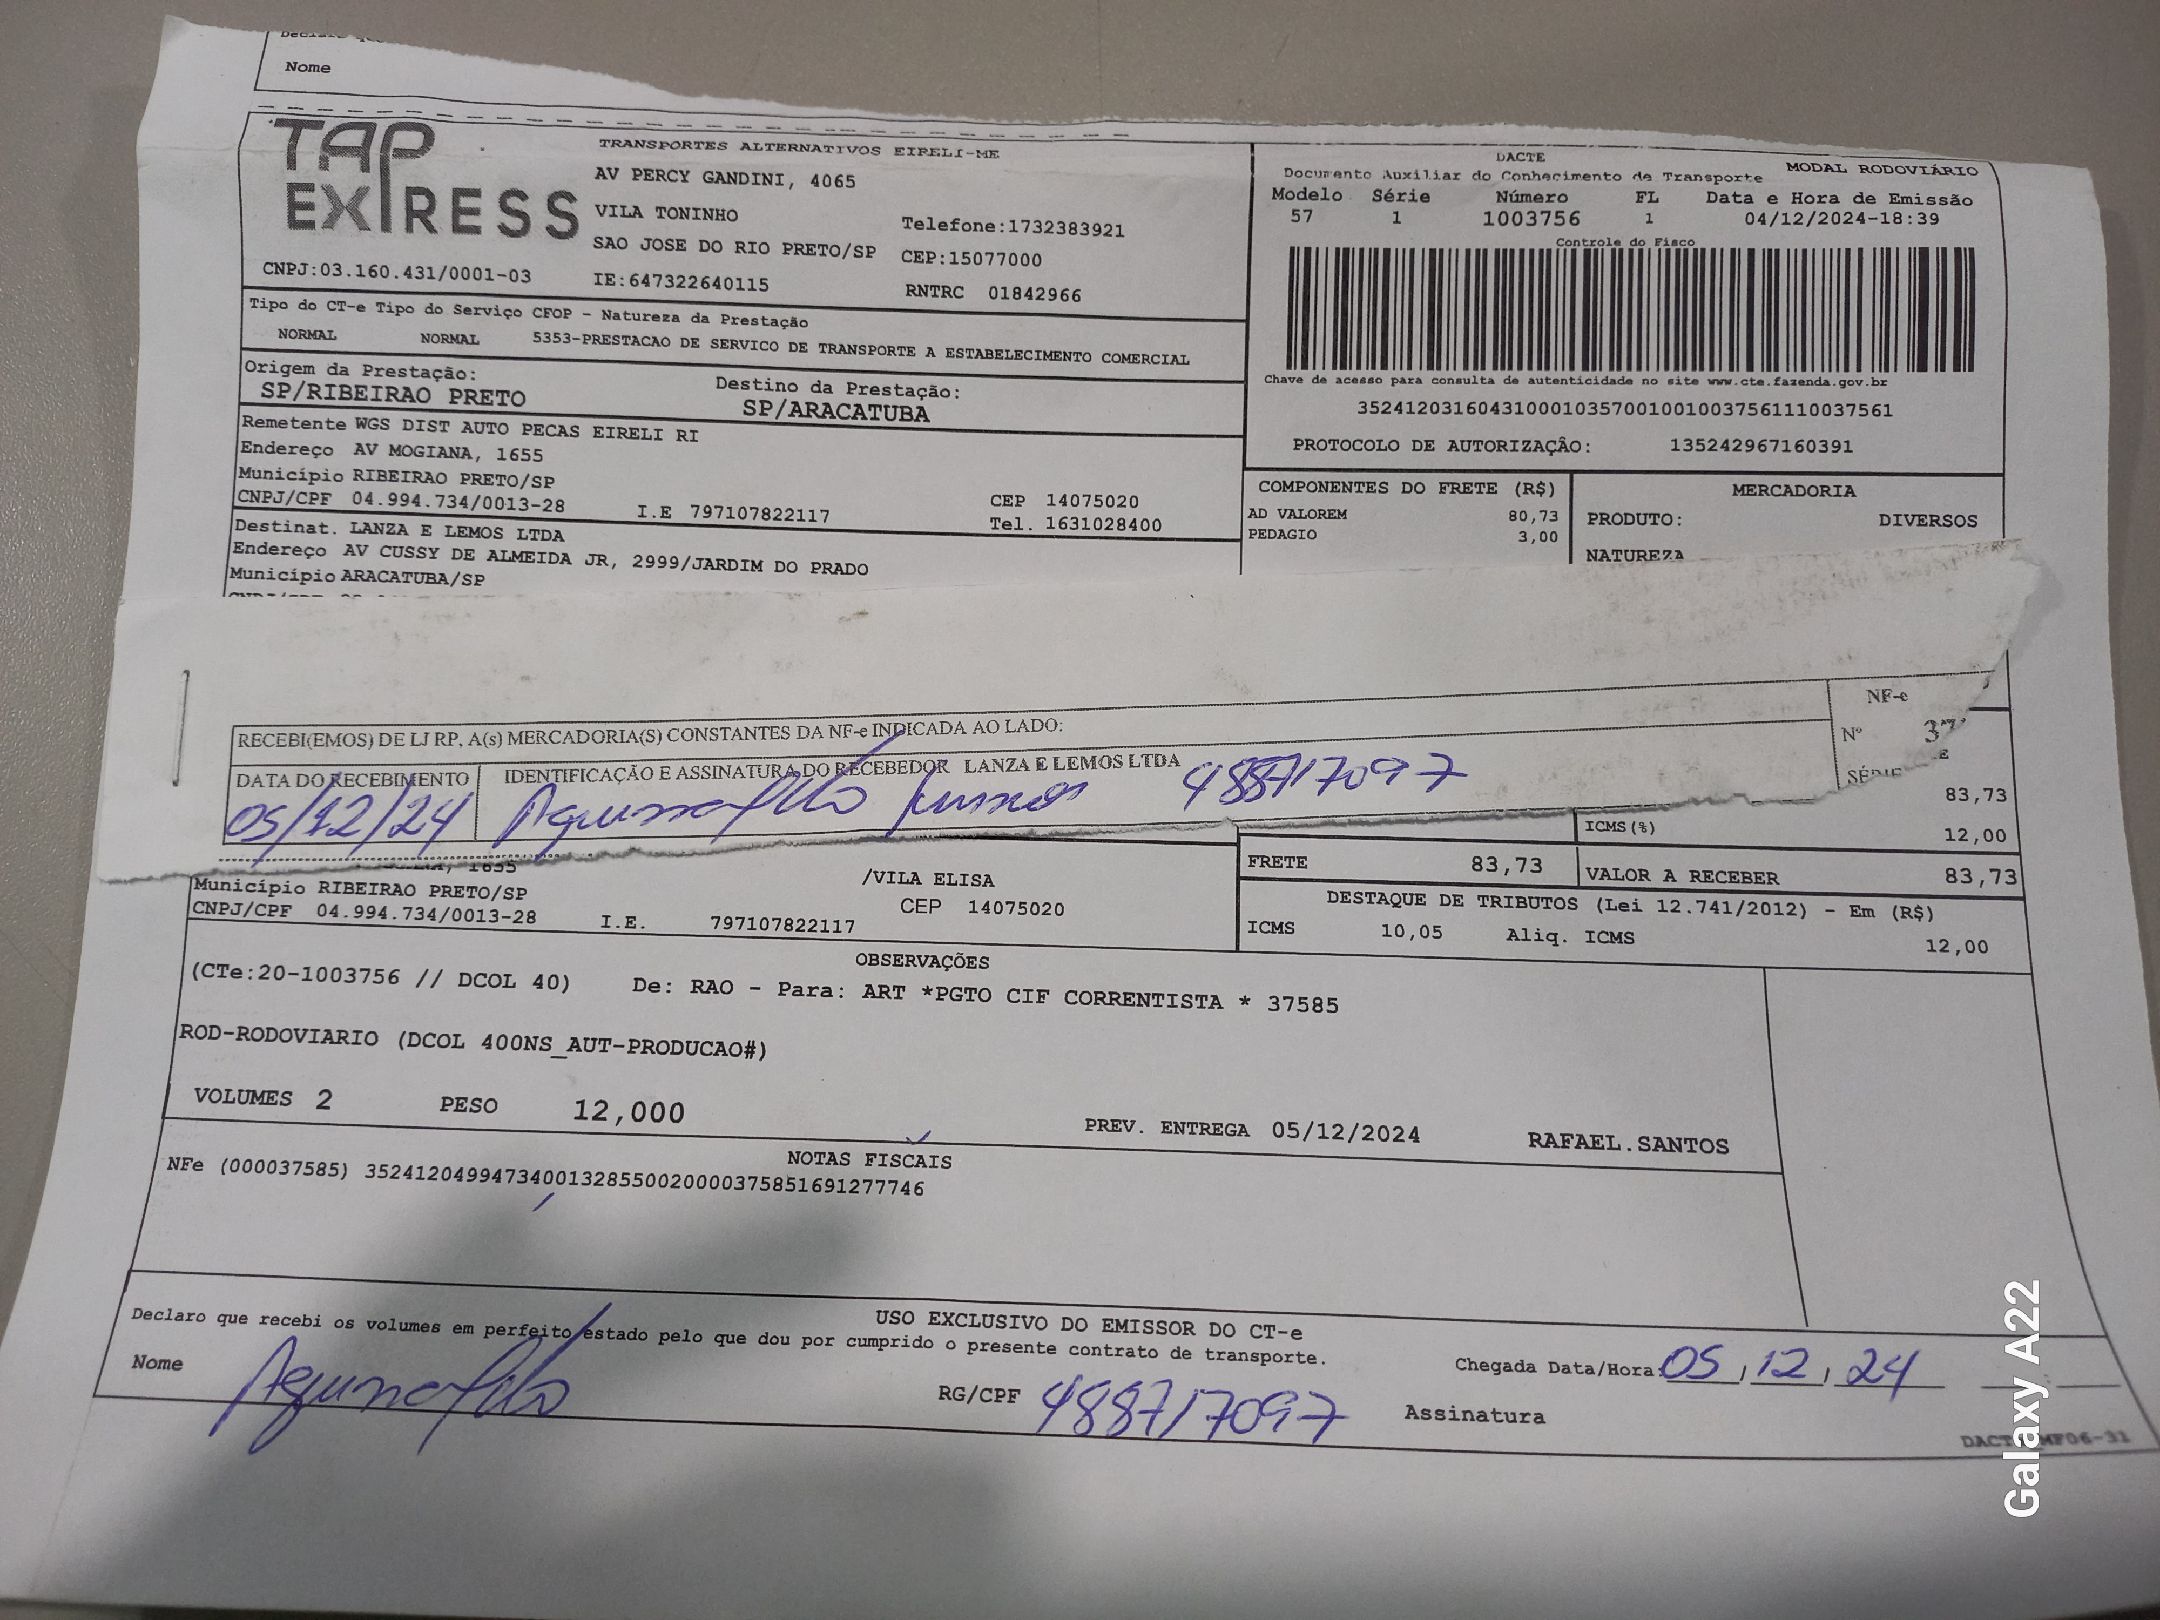 Nome
TAP EXPRESS
TRANSPORTES ALTERNATIVOS EIRELI-ME
AV PERCY GANDINI, 4065
VILA TONINHO
Telefone:1732383921
SAO JOSE DO RIO PRETO/SP CEP:15077000
CNPJ:03.160.431/0001-03 IE:647322640115 RNTRC 01842966
DACTE MODAL RODOVIÁRIO
Documento Auxiliar do Conhecimento de Transporte
Modelo Série Número FL Data e Hora de Emissão
57 1 1003756 1 04/12/2024-18:39
Controle do Fisco
Chave de acesso para consulta de autenticidade no site www.cte.fazenda.gov.br
35241203160431000103570010010037561110037561
PROTOCOLO DE AUTORIZAÇÂO: 135242967160391
Tipo do CT-e Tipo do Serviço CFOP - Natureza da Prestação
NORMAL NORMAL 5353-PRESTACAO DE SERVICO DE TRANSPORTE A ESTABELECIMENTO COMERCIAL
Origem da Prestação: Destino da Prestação:
SP/RIBEIRAO PRETO SP/ARACATUBA
Remetente WGS DIST AUTO PECAS EIRELI RI
Endereço AV MOGIANA, 1655
Município RIBEIRAO PRETO/SP CEP 14075020
CNPJ/CPF 04.994.734/0013-28 I.E 797107822117 Tel. 1631028400
Destinat. LANZA E LEMOS LTDA
Endereço AV CUSSY DE ALMEIDA JR, 2999/JARDIM DO PRADO
Município ARACATUBA/SP
COMPONENTES DO FRETE (R$) MERCADORIA
AD VALOREM 80,73 PRODUTO: DIVERSOS
PEDAGIO 3,00 NATUREZA
RECEBI(EMOS) DE LJ RP, A(s) MERCADORIA(S) CONSTANTES DA NF-e INDICADA AO LADO:
NF-e
Nº
DATA DO RECEBIMENTO IDENTIFICAÇÃO E ASSINATURA DO RECEBEDOR LANZA E LEMOS LTDA
05/12/24 488717097
83,73
ICMS(%) 12,00
FRETE 83,73 VALOR A RECEBER 83,73
/VILA ELISA
Município RIBEIRAO PRETO/SP CEP 14075020
CNPJ/CPF 04.994.734/0013-28 I.E. 797107822117
DESTAQUE DE TRIBUTOS (Lei 12.741/2012) - Em (R$)
ICMS 10,05 Aliq. ICMS 12,00
OBSERVAÇÕES
(CTe:20-1003756 // DCOL 40) De: RAO - Para: ART *PGTO CIF CORRENTISTA * 37585
ROD-RODOVIARIO (DCOL 400NS_AUT-PRODUCAO#)
VOLUMES 2 PESO 12,000 PREV. ENTREGA 05/12/2024 RAFAEL.SANTOS
NOTAS FISCAIS
NFe (000037585) 35241204994734001328550020000375851691277746
USO EXCLUSIVO DO EMISSOR DO CT-e
Declaro que recebi os volumes em perfeito estado pelo que dou por cumprido o presente contrato de transporte.
Chegada Data/Hora: 05/12/24
Nome RG/CPF 488717097 Assinatura
Galaxy A22